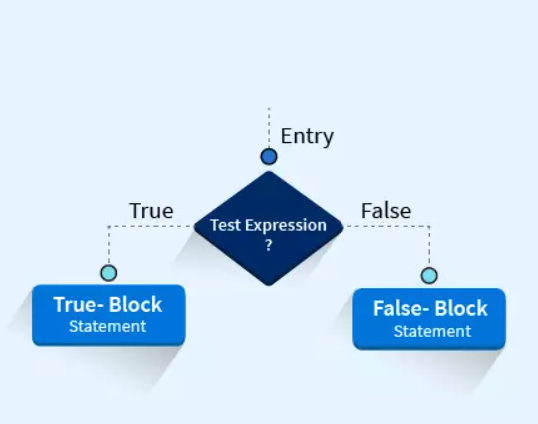 Entry
True
False
Test Expression
?
True- Block
Statement
False- Block
Statement